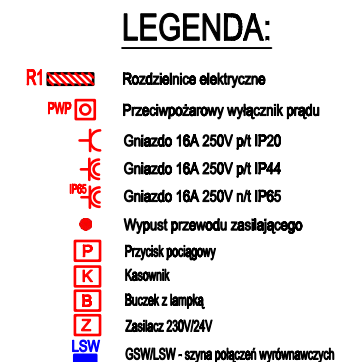 LEGENDA:
R1 Rozdzielnice elektryczne
PWP Przeciwpożarowy wyłącznik prądu
Gniazdo 16A 250V p/t IP20
Gniazdo 16A 250V p/t IP44
IP65 Gniazdo 16A 250V n/t IP65
Wypust przewodu zasilającego
P Przycisk pociągowy
K Kasownik
B Buczek z lampką
Z Zasilacz 230V/24V
LSW GSW/LSW - szyna połączeń wyrównawczych